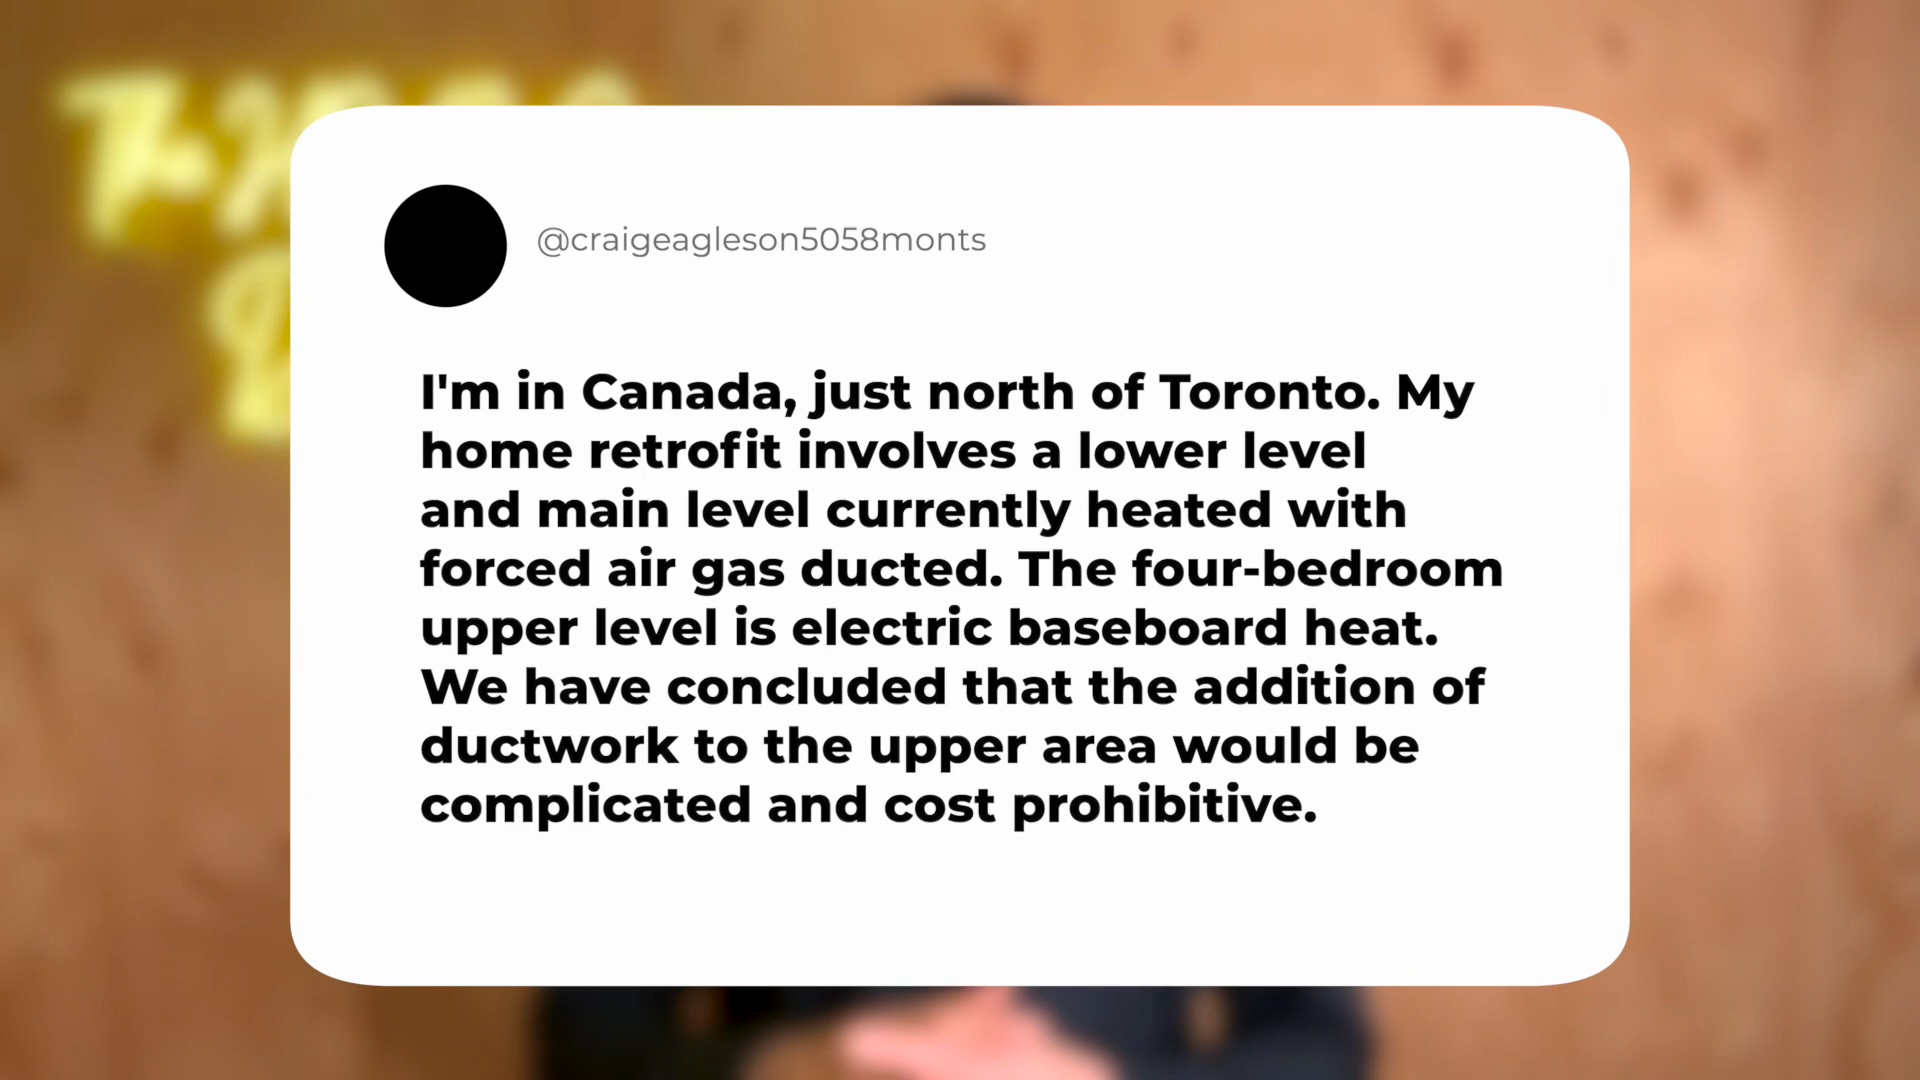 @craigeagleson5058monts
I'm in Canada, just north of Toronto. My
home retrofit involves a lower level
and main level currently heated with
forced air gas ducted. The four-bedroom
upper level is electric baseboard heat.
We have concluded that the addition of
ductwork to the upper area would be
complicated and cost prohibitive.